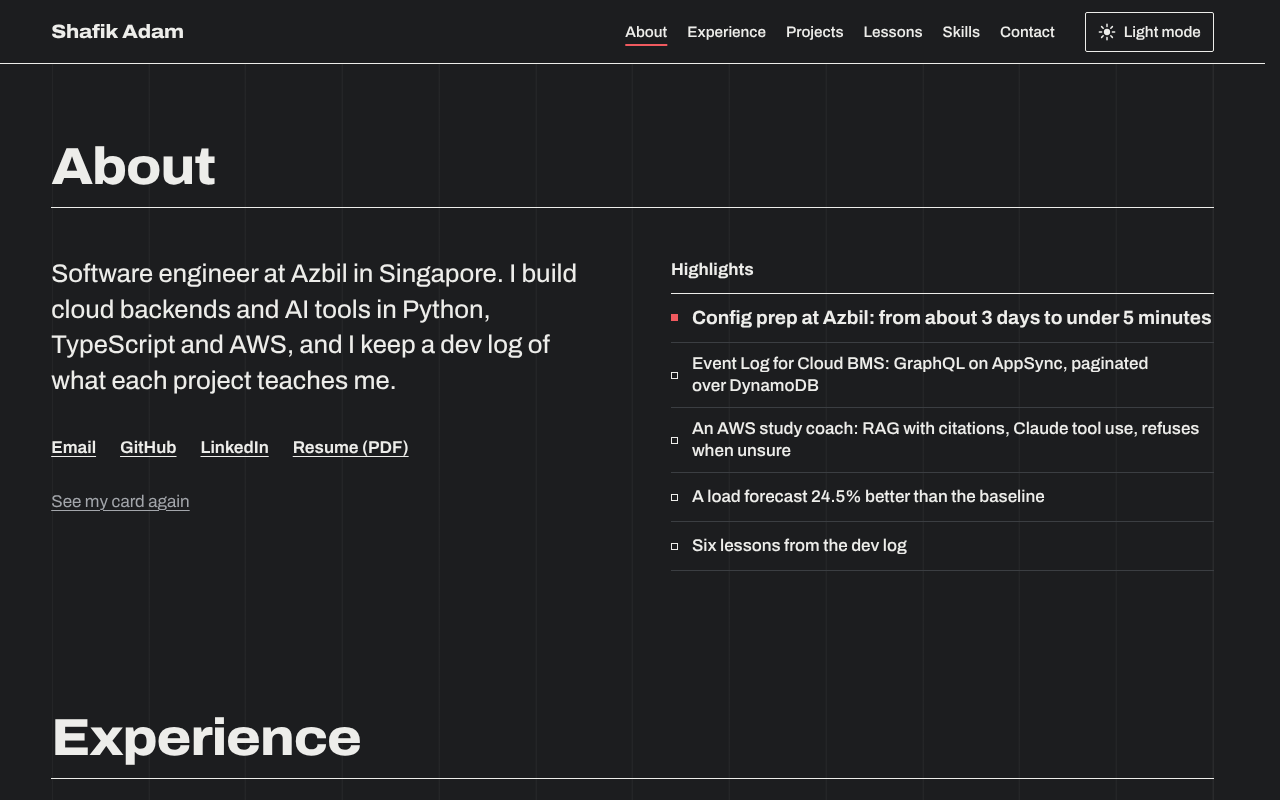 Shafik Adam
About
Experience
Projects
Lessons
Skills
Contact
Light mode
About
Software engineer at Azbil in Singapore. I build
cloud backends and AI tools in Python,
TypeScript and AWS, and I keep a dev log of
what each project teaches me.
Email
GitHub
LinkedIn
Resume (PDF)
See my card again
Highlights
Config prep at Azbil: from about 3 days to under 5 minutes
Event Log for Cloud BMS: GraphQL on AppSync, paginated
over DynamoDB
An AWS study coach: RAG with citations, Claude tool use, refuses
when unsure
A load forecast 24.5% better than the baseline
Six lessons from the dev log
Experience